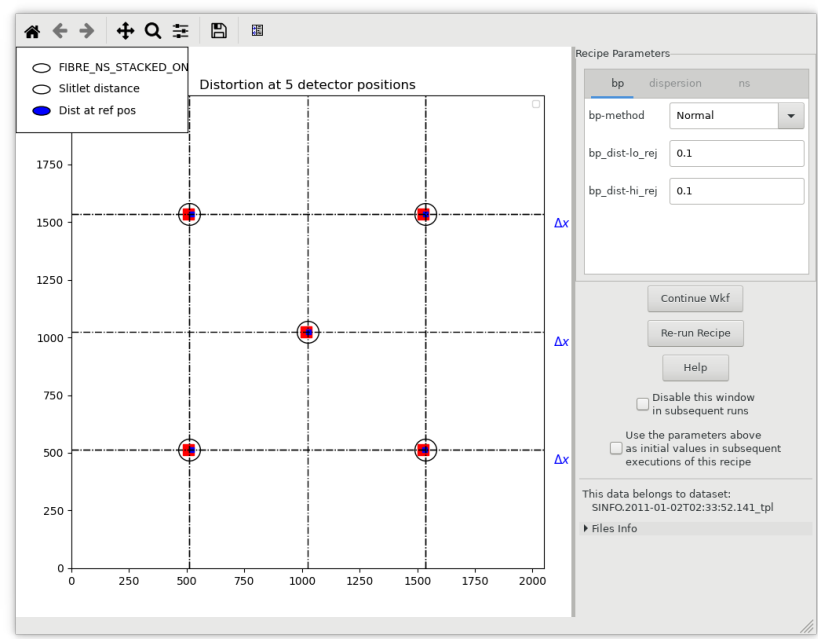 FIBRE_NS_STACKED_ON
Slitlet distance
Dist at ref pos
Distortion at 5 detector positions
1750
1500
1250
1000
750
500
250
0
0 250 500 750 1000 1250 1500 1750 2000
Δx
Δx
Δx
Recipe Parameters
bp dispersion ns
bp-method Normal
bp_dist-lo_rej 0.1
bp_dist-hi_rej 0.1
Continue Wkf
Re-run Recipe
Help
Disable this window
in subsequent runs
Use the parameters above
as initial values in subsequent
executions of this recipe
This data belongs to dataset:
SINFO.2011-01-02T02:33:52.141_tpl
Files Info